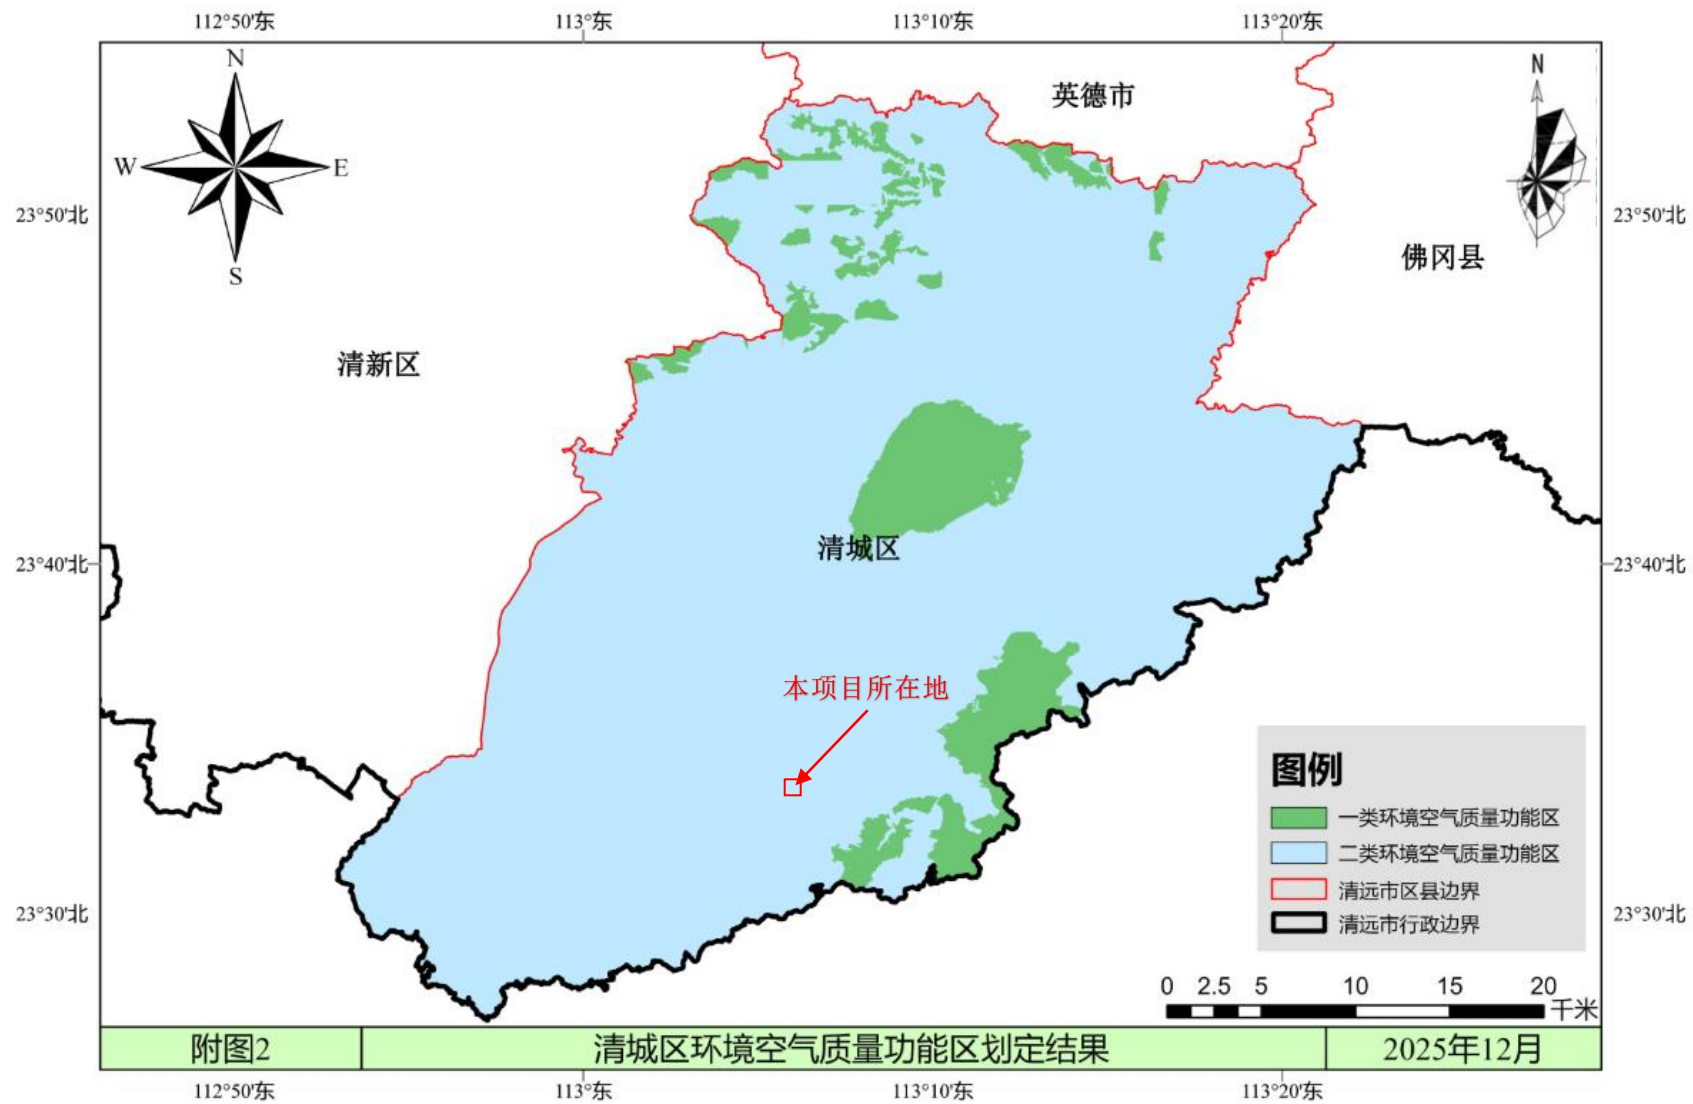 112°50'东 113°东 113°10'东 113°20'东
N
W E
S
N
英德市
23°50'北 23°50'北
佛冈县
清新区
清城区
23°40'北 23°40'北
本项目所在地
图例
一类环境空气质量功能区
二类环境空气质量功能区
清远市区县边界
清远市行政边界
23°30'北 23°30'北
0 2.5 5 10 15 20
千米
附图2 清城区环境空气质量功能区划定结果 2025年12月
112°50'东 113°东 113°10'东 113°20'东